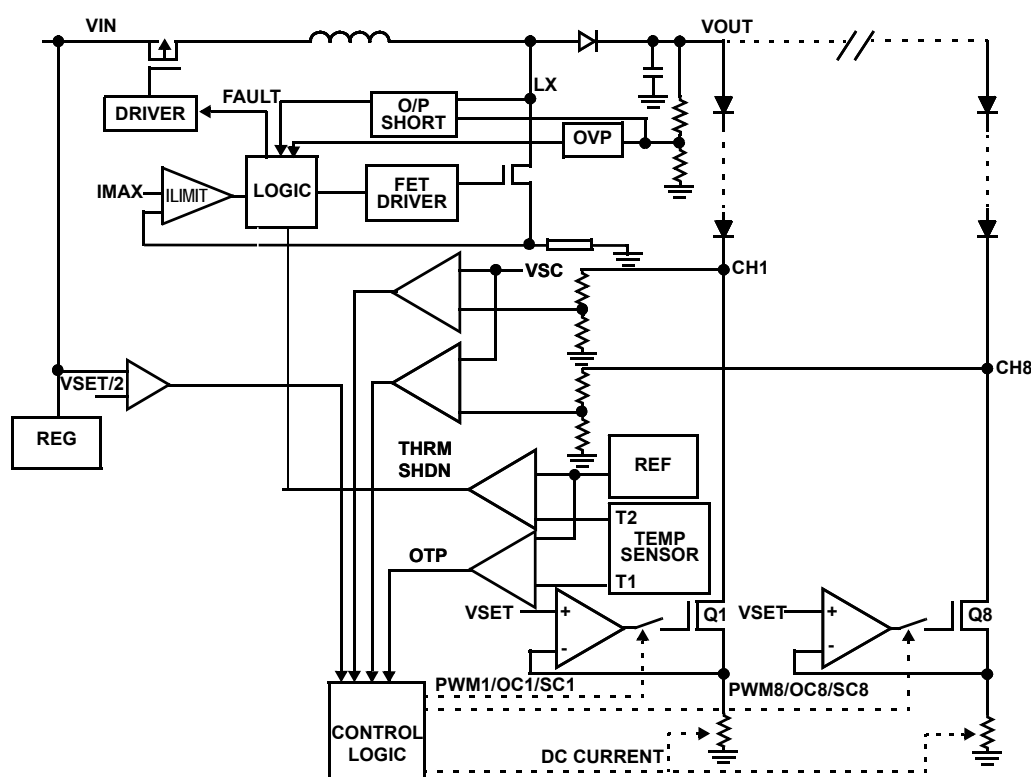 VIN
VOUT
LX
FAULT
DRIVER
O/P
SHORT
OVP
IMAX
ILIMIT
LOGIC
FET
DRIVER
VSC
CH1
VSET/2
CH8
REG
THRM
SHDN
REF
T2
TEMP
SENSOR
T1
OTP
VSET
+
-
Q1
VSET
+
-
Q8
PWM1/OC1/SC1
PWM8/OC8/SC8
CONTROL
LOGIC
DC CURRENT